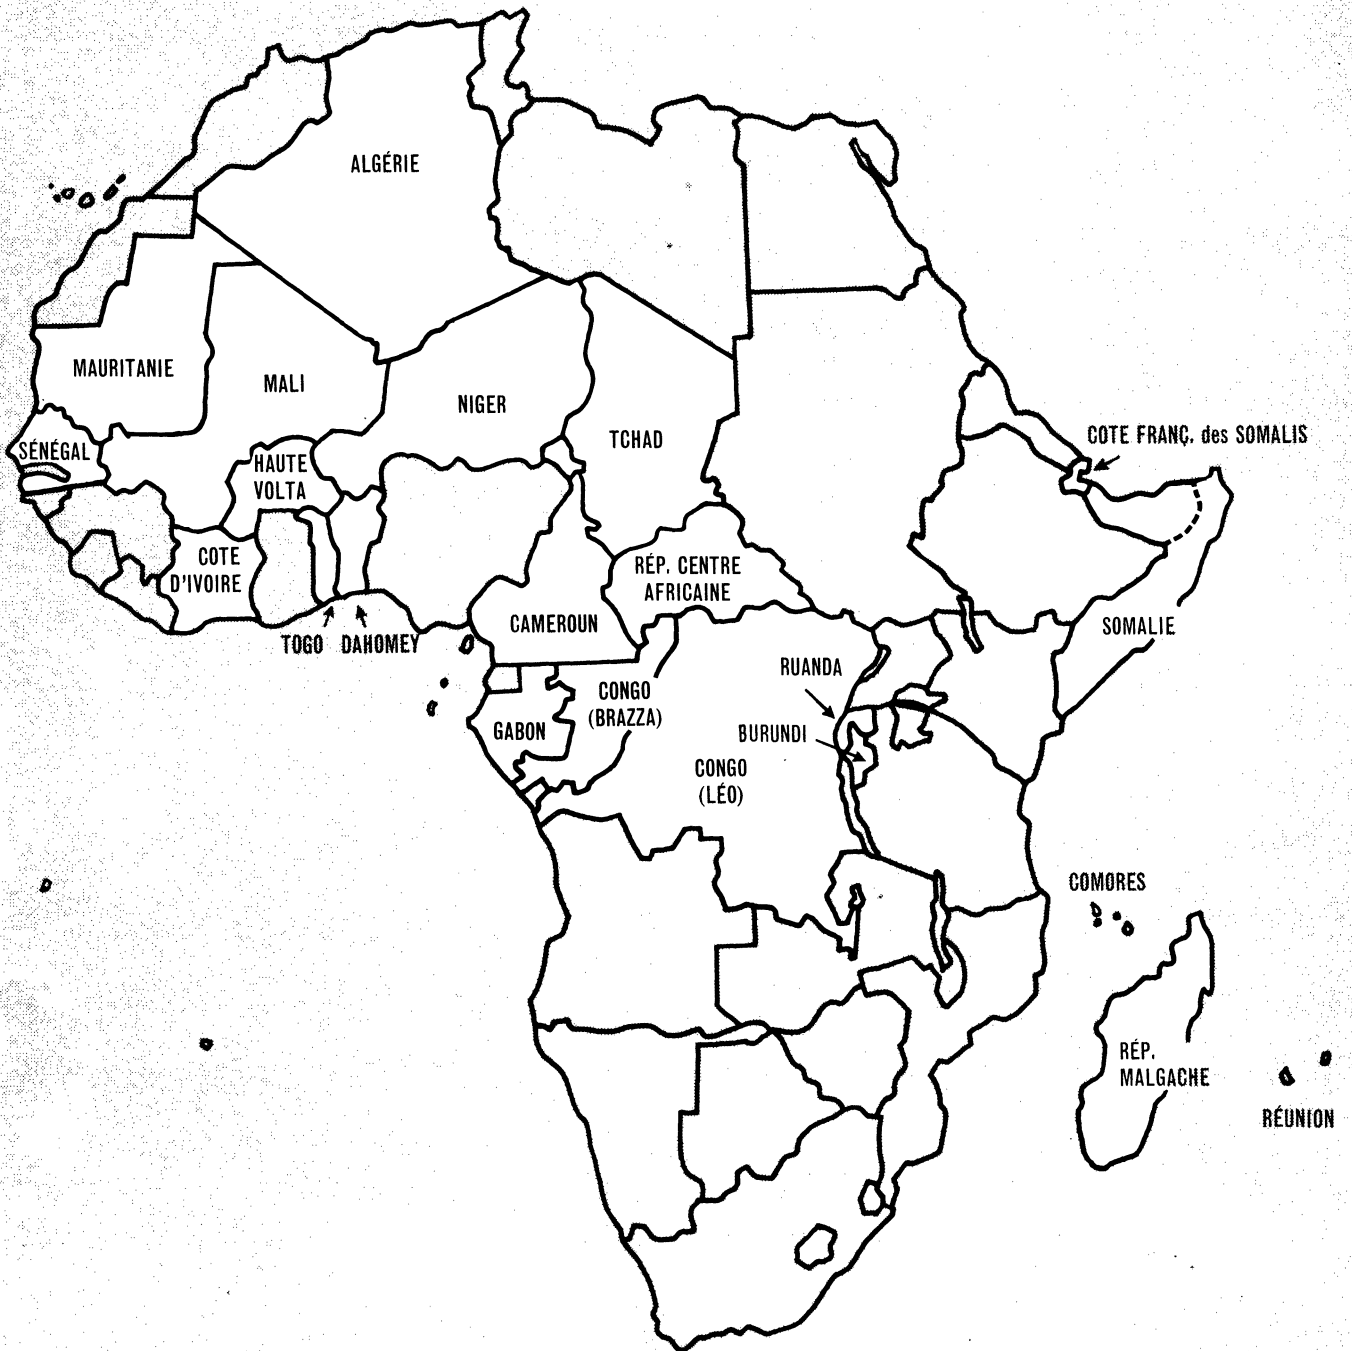 ALGÉRIE
MAURITANIE
MALI
NIGER
TCHAD
COTE FRANÇ. des SOMALIS
SÉNÉGAL
HAUTE
VOLTA
COTE
D'IVOIRE
RÉP. CENTRE
AFRICAINE
TOGO
DAHOMEY
CAMEROUN
SOMALIE
RUANDA
CONGO
(BRAZZA)
GABON
BURUNDI
CONGO
(LÉO)
COMORES
RÉP.
MALGACHE
RÉUNION